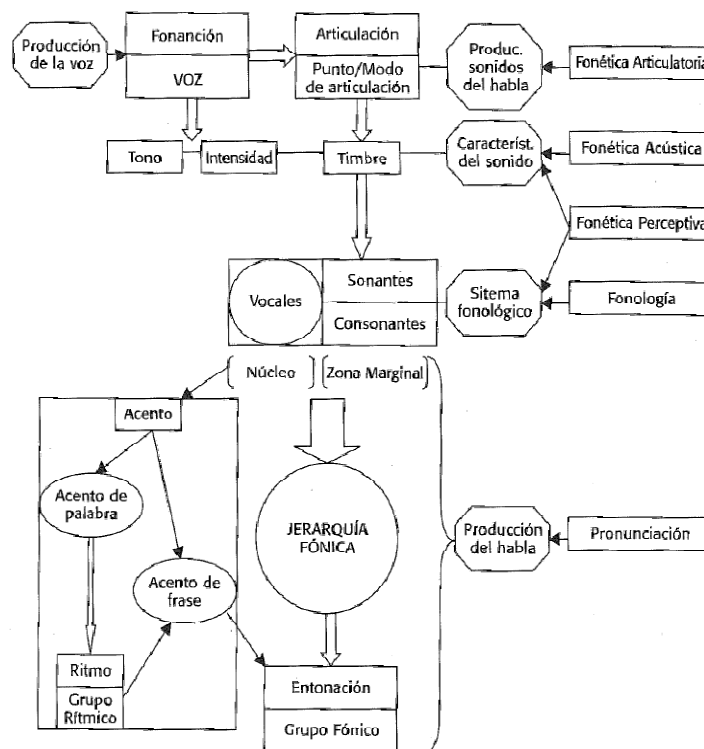 Producción
de la voz
Fonanción
VOZ
Articulación
Punto/Modo
de articulación
Produc.
sonidos
del habla
Fonética Articulatoria
Tono
Intensidad
Timbre
Característ.
del sonido
Fonética Acústica
Fonética Perceptiva
Vocales
Sonantes
Consonantes
Sitema
fonológico
Fonología
Núcleo
Zona Marginal
Acento
Acento de
palabra
Acento de
frase
Ritmo
Grupo
Rítmico
JERARQUÍA
FÓNICA
Entonación
Grupo Fónico
Producción
del habla
Pronunciación